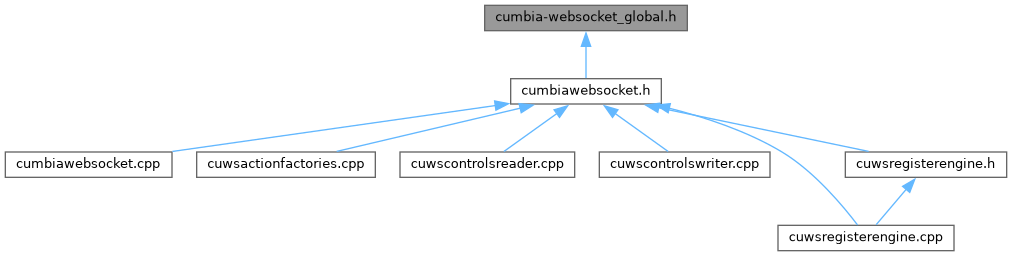 cumbia-websocket_global.h
cumbiawebsocket.h
cumbiawebsocket.cpp
cuwsactionfactories.cpp
cuwscontrolsreader.cpp
cuwscontrolswriter.cpp
cuwsregisterengine.h
cuwsregisterengine.cpp